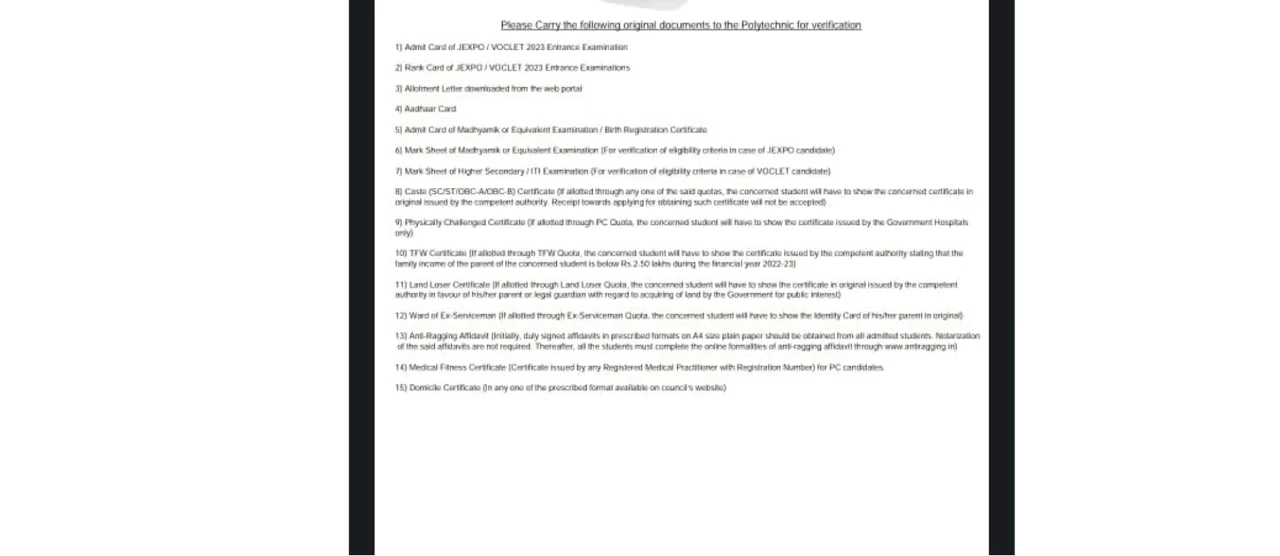 Please Carry the following original documents to the Polytechnic for verification
1) Admit Card of JEXPO / VOCLET 2023 Entrance Examination
2) Rank Card of JEXPO / VOCLET 2023 Entrance Examinations
3) Allotment Letter downloaded from the web portal
4) Aadhaar Card
5) Admit Card of Madhyamik or Equivalent Examination / Birth Registration Certificate
6) Mark Sheet of Madhyamik or Equivalent Examination (For verification of eligibility criteria in case of JEXPO candidate)
7) Mark Sheet of Higher Secondary / ITI Examination (For verification of eligibility criteria in case of VOCLET candidate)
8) Caste (SC/ST/OBC-A/OBC-B) Certificate (If allotted through any one of the said quotas, the concerned student will have to show the concerned certificate in
original issued by the competent authority. Receipt towards applying for obtaining such certificate will not be accepted)
9) Physically Challenged Certificate (If allotted through PC Quota, the concerned student will have to show the certificate issued by the Government Hospitals
only)
10) TFW Certificate (If allotted through TFW Quota, the concerned student will have to show the certificate issued by the competent authority stating that the
family income of the parent of the concerned student is below Rs.2.50 lakhs during the financial year 2022-23)
11) Land Loser Certificate (If allotted through Land Loser Quota, the concerned student will have to show the certificate in original issued by the competent
authority in favour of his/her parent or legal guardian with regard to acquiring of land by the Government for public interest)
12) Ward of Ex-Serviceman (If allotted through Ex-Serviceman Quota, the concerned student will have to show the Identity Card of his/her parent in original)
13) Anti-Ragging Affidavit (Initially, duly signed affidavits in prescribed formats on A4 size plain paper should be obtained from all admitted students. Notarization
of the said affidavits are not required. Thereafter, all the students must complete the online formalities of anti-ragging affidavit through www.antiragging.in)
14) Medical Fitness Certificate (Certificate issued by any Registered Medical Practitioner with Registration Number) for PC candidates.
15) Domicile Certificate (In any one of the prescribed format available on council's website)